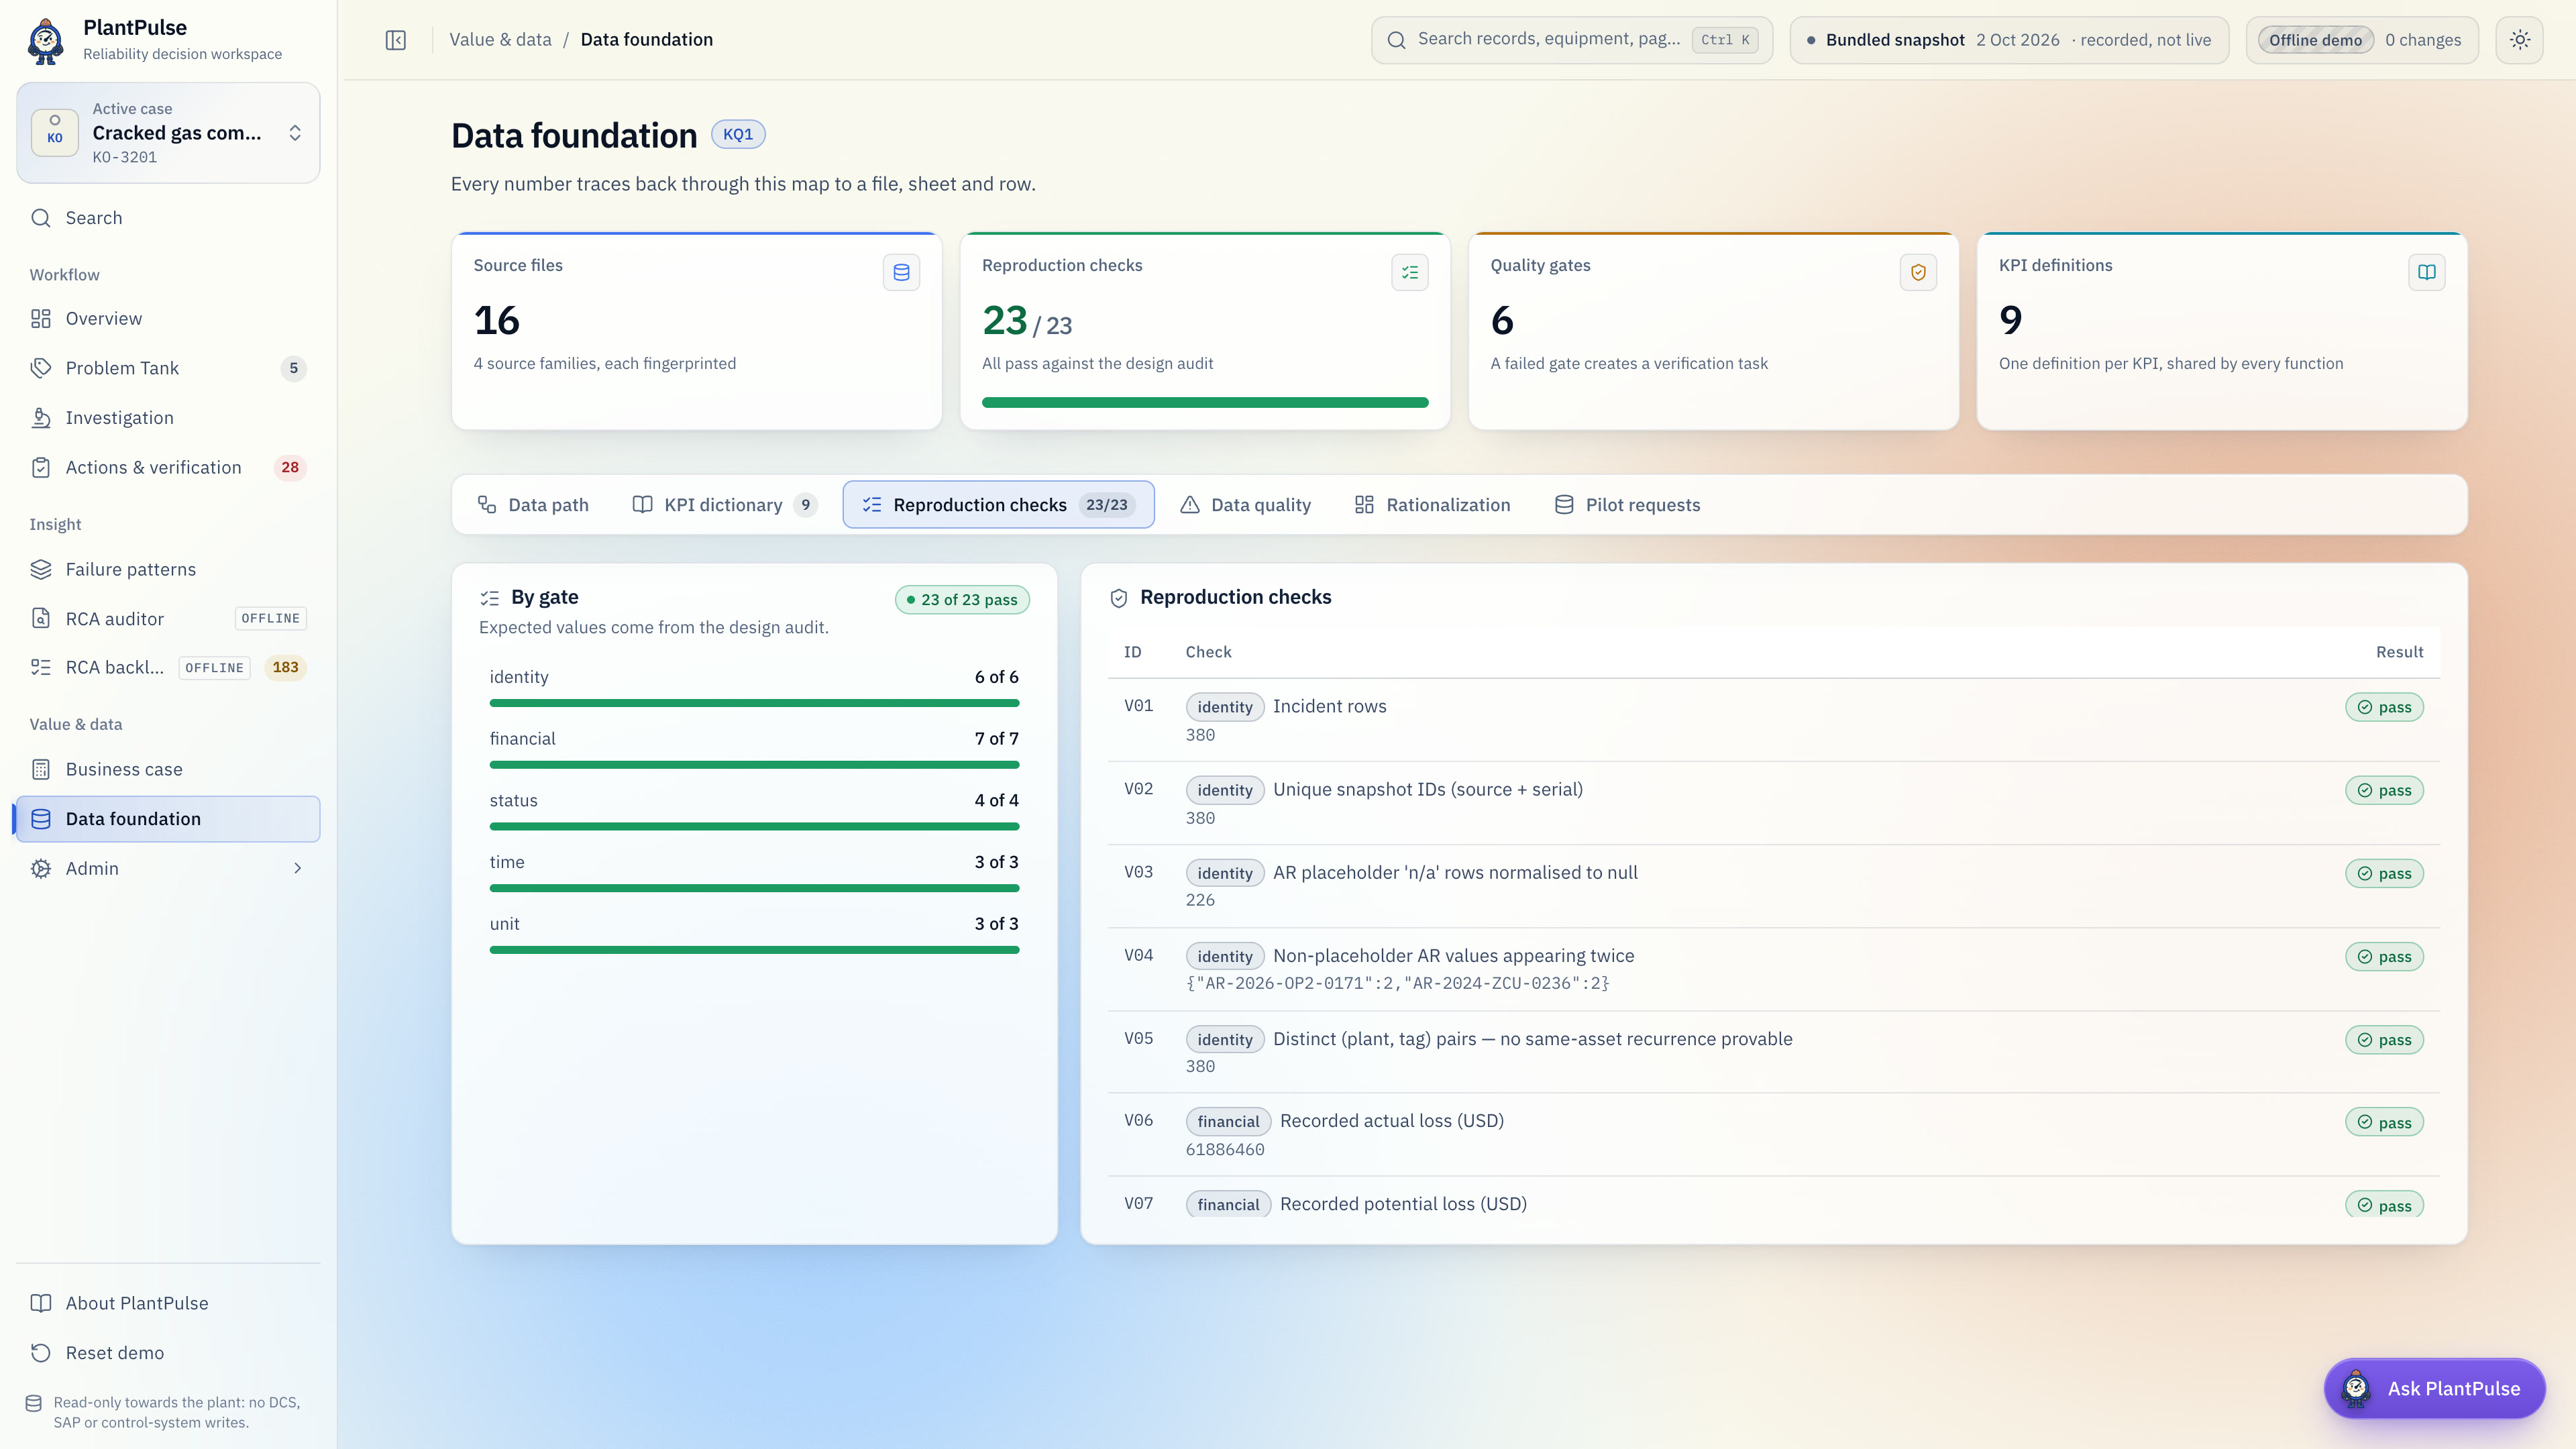 PlantPulse
Reliability decision workspace
KO
Active case
Cracked gas com...
KO-3201
Search
Workflow
Overview
Problem Tank 5
Investigation
Actions & verification 28
Insight
Failure patterns
RCA auditor OFFLINE
RCA backl... OFFLINE 183
Value & data
Business case
Data foundation
Admin
About PlantPulse
Reset demo
Read-only towards the plant: no DCS,
SAP or control-system writes.
Value & data / Data foundation
Search records, equipment, pag... Ctrl K
Bundled snapshot 2 Oct 2026 · recorded, not live
Offline demo 0 changes
Data foundation KQ1
Every number traces back through this map to a file, sheet and row.
Source files
16
4 source families, each fingerprinted
Reproduction checks
23 / 23
All pass against the design audit
Quality gates
6
A failed gate creates a verification task
KPI definitions
9
One definition per KPI, shared by every function
Data path
KPI dictionary 9
Reproduction checks 23/23
Data quality
Rationalization
Pilot requests
By gate
23 of 23 pass
Expected values come from the design audit.
identity 6 of 6
financial 7 of 7
status 4 of 4
time 3 of 3
unit 3 of 3
Reproduction checks
ID Check Result
V01 identity Incident rows pass
380
V02 identity Unique snapshot IDs (source + serial) pass
380
V03 identity AR placeholder 'n/a' rows normalised to null pass
226
V04 identity Non-placeholder AR values appearing twice pass
{"AR-2026-OP2-0171":2,"AR-2024-ZCU-0236":2}
V05 identity Distinct (plant, tag) pairs — no same-asset recurrence provable pass
380
V06 financial Recorded actual loss (USD) pass
61886460
V07 financial Recorded potential loss (USD) pass
Ask PlantPulse